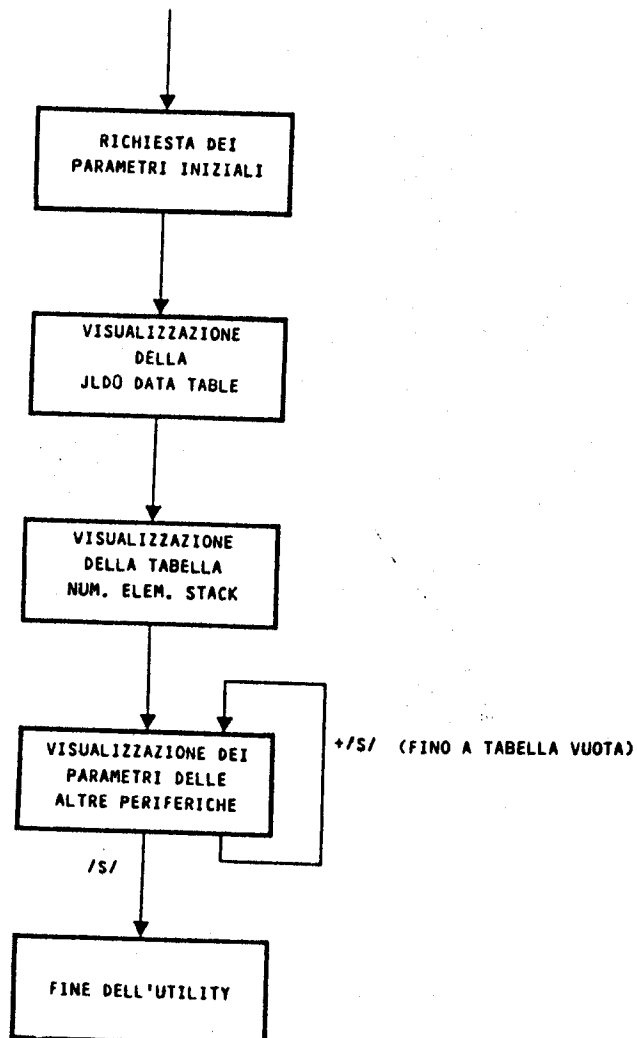 RICHIESTA DEI
PARAMETRI INIZIALI
VISUALIZZAZIONE
DELLA
JLDO DATA TABLE
VISUALIZZAZIONE
DELLA TABELLA
NUM. ELEM. STACK
VISUALIZZAZIONE DEI
PARAMETRI DELLE
ALTRE PERIFERICHE
+/S/ (FINO A TABELLA VUOTA)
/S/
FINE DELL'UTILITY